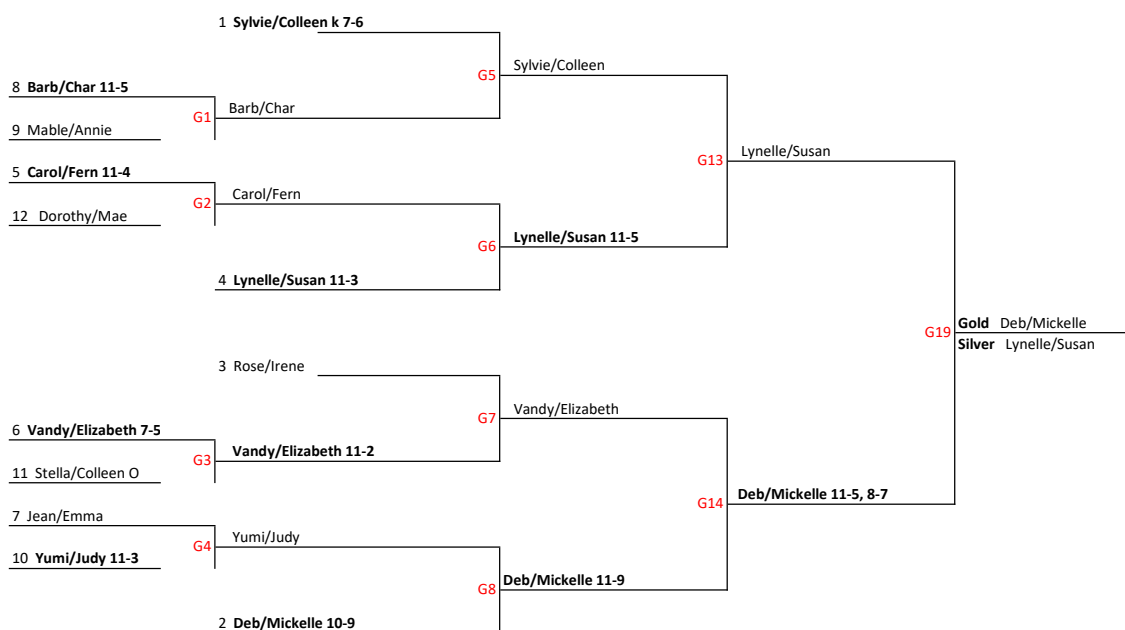 1 Sylvie/Colleen k 7-6
G5 Sylvie/Colleen
8 Barb/Char 11-5
G1 Barb/Char
9 Mable/Annie
G13 Lynelle/Susan
5 Carol/Fern 11-4
G2 Carol/Fern
12 Dorothy/Mae
G6 Lynelle/Susan 11-5
4 Lynelle/Susan 11-3
G19 Gold Deb/Mickelle
Silver Lynelle/Susan
3 Rose/Irene
G7 Vandy/Elizabeth
6 Vandy/Elizabeth 7-5
G3 Vandy/Elizabeth 11-2
11 Stella/Colleen O
G14 Deb/Mickelle 11-5, 8-7
7 Jean/Emma
G4 Yumi/Judy
10 Yumi/Judy 11-3
G8 Deb/Mickelle 11-9
2 Deb/Mickelle 10-9